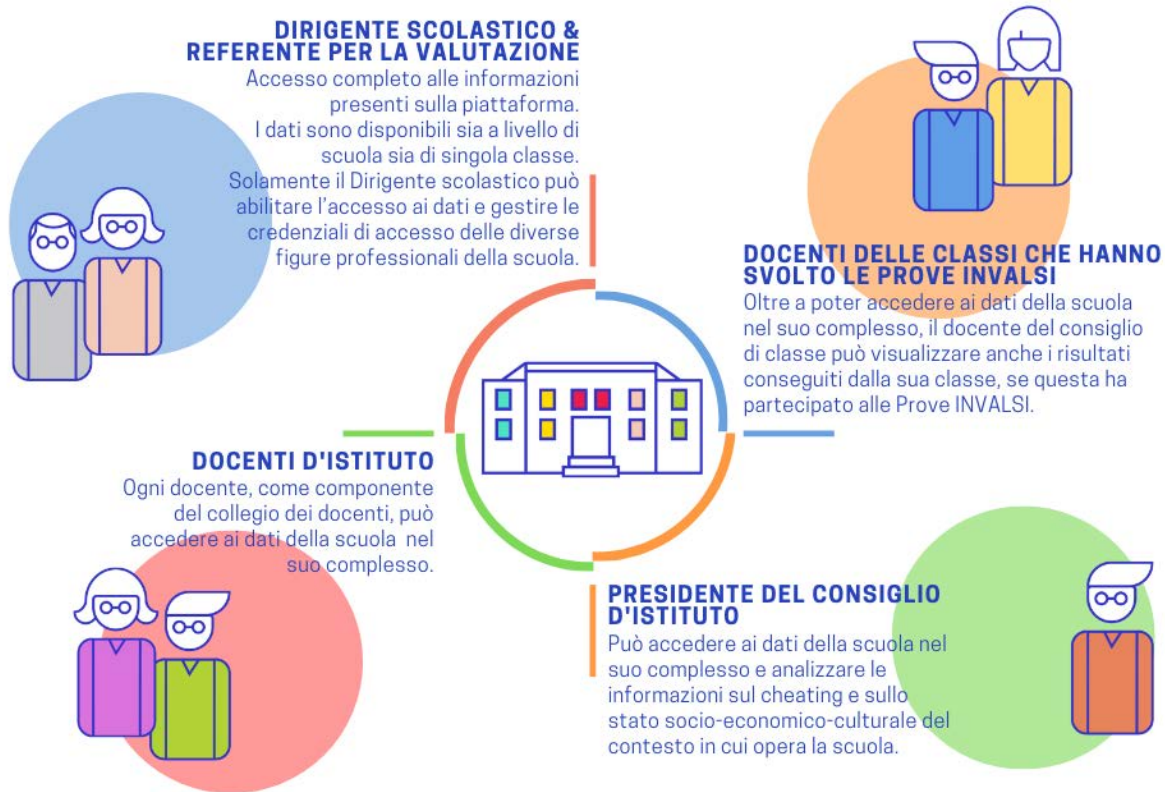 DIRIGENTE SCOLASTICO &
REFERENTE PER LA VALUTAZIONE
Accesso completo alle informazioni
presenti sulla piattaforma.
I dati sono disponibili sia a livello di
scuola sia di singola classe.
Solamente il Dirigente scolastico può
abilitare l'accesso ai dati e gestire le
credenziali di accesso delle diverse
figure professionali della scuola.
DOCENTI DELLE CLASSI CHE HANNO
SVOLTO LE PROVE INVALSI
Oltre a poter accedere ai dati della scuola
nel suo complesso, il docente del consiglio
di classe può visualizzare anche i risultati
conseguiti dalla sua classe, se questa ha
partecipato alle Prove INVALSI.
DOCENTI D'ISTITUTO
Ogni docente, come componente
del collegio dei docenti, può
accedere ai dati della scuola nel
suo complesso.
PRESIDENTE DEL CONSIGLIO
D'ISTITUTO
Può accedere ai dati della scuola nel
suo complesso e analizzare le
informazioni sul cheating e sullo
stato socio-economico-culturale del
contesto in cui opera la scuola.